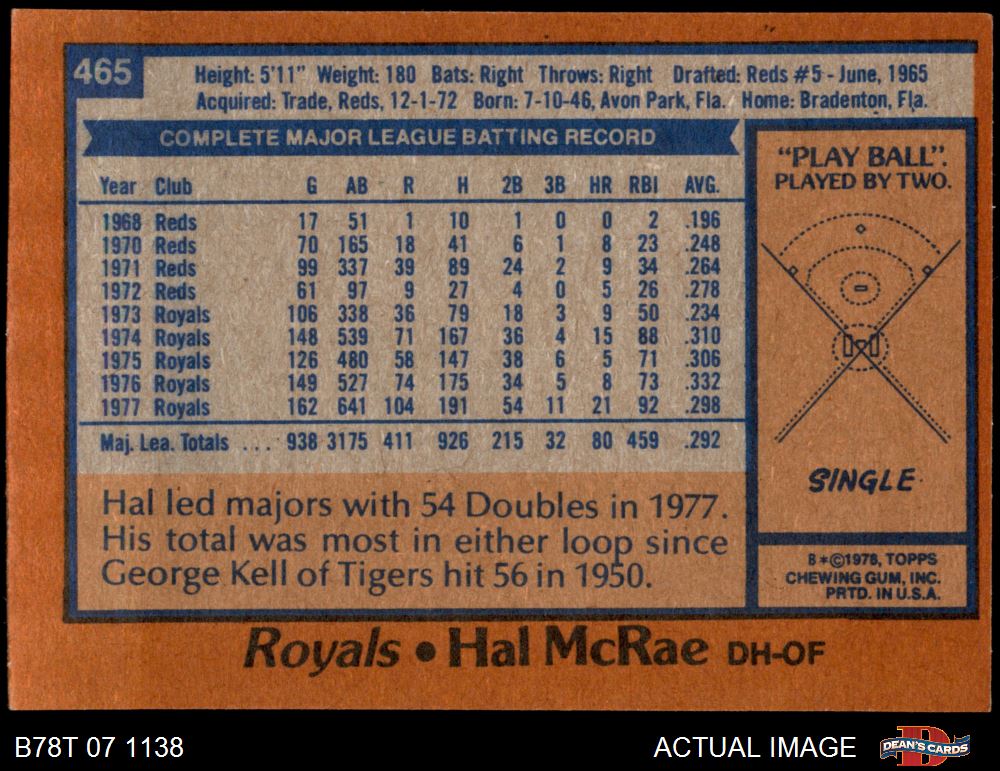 465
Height: 5'11" Weight: 180 Bats: Right Throws: Right Drafted: Reds #5 - June, 1965
Acquired: Trade, Reds, 12-1-72 Born: 7-10-46, Avon Park, Fla. Home: Bradenton, Fla.
COMPLETE MAJOR LEAGUE BATTING RECORD
Year Club G AB R H 2B 3B HR RBI AVG.
1968 Reds 17 51 1 10 1 0 0 2 .196
1970 Reds 70 165 18 41 6 1 8 23 .248
1971 Reds 99 337 39 89 24 2 9 34 .264
1972 Reds 61 97 9 27 4 0 5 26 .278
1973 Royals 106 338 36 79 18 3 9 50 .234
1974 Royals 148 539 71 167 36 4 15 88 .310
1975 Royals 126 480 58 147 38 6 5 71 .306
1976 Royals 149 527 74 175 34 5 8 73 .332
1977 Royals 162 641 104 191 54 11 21 92 .298
Maj. Lea. Totals ... 938 3175 411 926 215 32 80 459 .292
Hal led majors with 54 Doubles in 1977.
His total was most in either loop since
George Kell of Tigers hit 56 in 1950.
"PLAY BALL".
PLAYED BY TWO.
SINGLE
B*©1978, TOPPS
CHEWING GUM, INC.
PRTD. IN U.S.A.
Royals • Hal McRae DH-OF
B78T 07 1138
ACTUAL IMAGE
DEAN'S CARDS